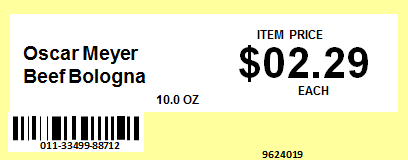 ITEM PRICE
Oscar Meyer
Beef Bologna
$02.29
10.0 OZ
EACH
011-33499-88712
9624019